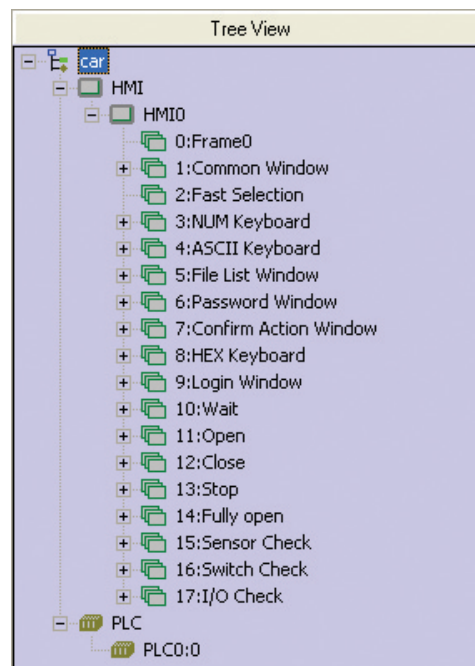 Tree View
car
HMI
HMI0
0:Frame0
1:Common Window
2:Fast Selection
3:NUM Keyboard
4:ASCII Keyboard
5:File List Window
6:Password Window
7:Confirm Action Window
8:HEX Keyboard
9:Login Window
10:Wait
11:Open
12:Close
13:Stop
14:Fully open
15:Sensor Check
16:Switch Check
17:I/O Check
PLC
PLC0:0